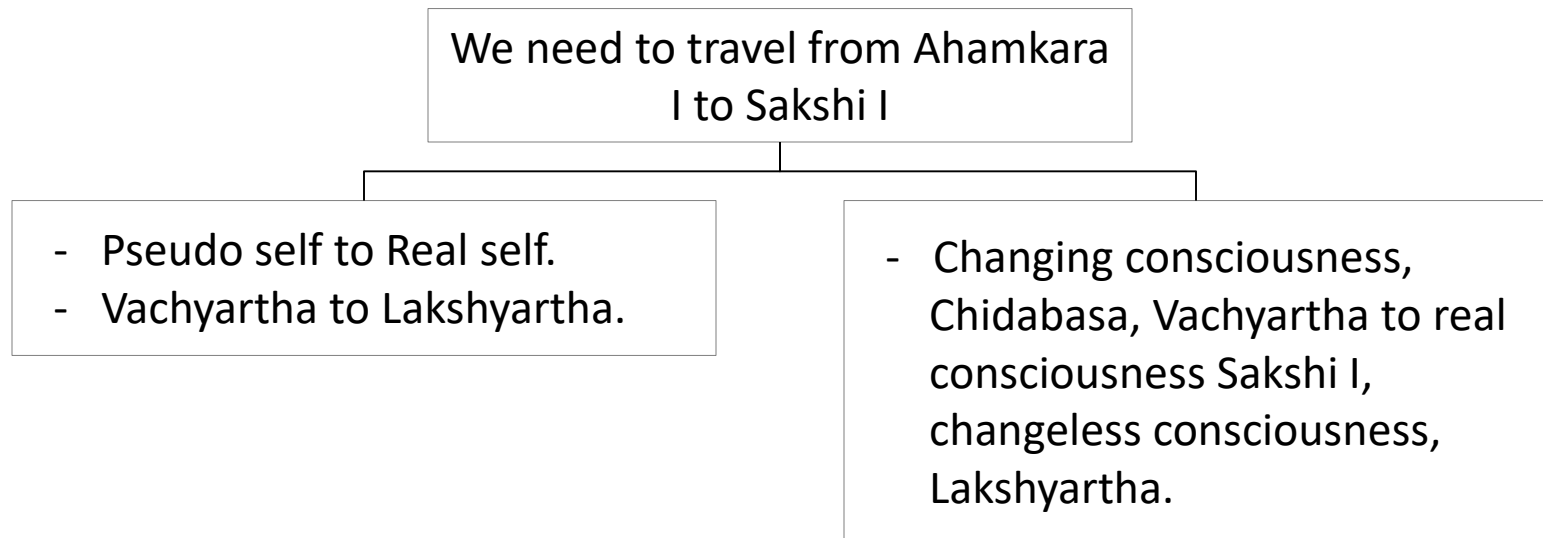 We need to travel from Ahamkara
I to Sakshi I
- Pseudo self to Real self.
- Vachyartha to Lakshyartha.
- Changing consciousness,
Chidabasa, Vachyartha to real
consciousness Sakshi I,
changeless consciousness,
Lakshyartha.